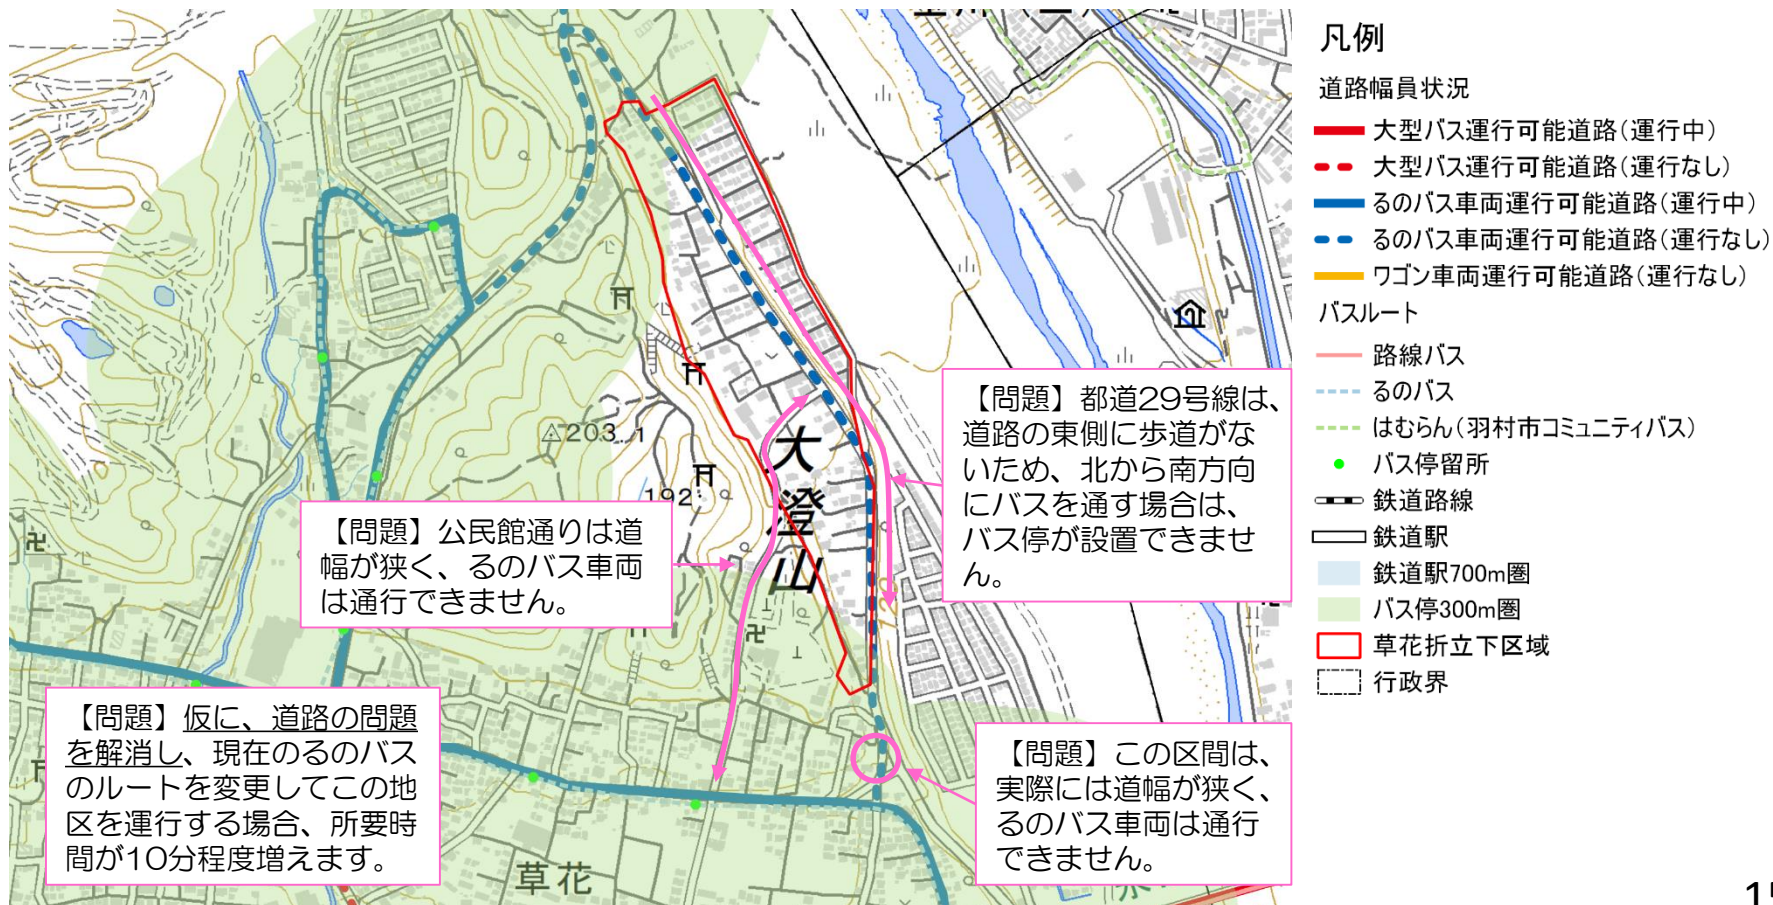 大澄山
203.1
192
草花
【問題】公民館通りは道
幅が狭く、るのバス車両
は通行できません。
【問題】都道29号線は、
道路の東側に歩道がな
いため、北から南方向
にバスを通す場合は、
バス停が設置できませ
ん。
【問題】仮に、道路の問題
を解消し、現在のるのバス
のルートを変更してこの地
区を運行する場合、所要時
間が10分程度増えます。
【問題】この区間は、
実際には道幅が狭く、
るのバス車両は通行
できません。
凡例
道路幅員状況
大型バス運行可能道路(運行中)
大型バス運行可能道路(運行なし)
るのバス車両運行可能道路(運行中)
るのバス車両運行可能道路(運行なし)
ワゴン車両運行可能道路(運行なし)
バスルート
路線バス
るのバス
はむらん(羽村市コミュニティバス)
バス停留所
鉄道路線
鉄道駅
鉄道駅700m圏
バス停300m圏
草花折立下区域
行政界